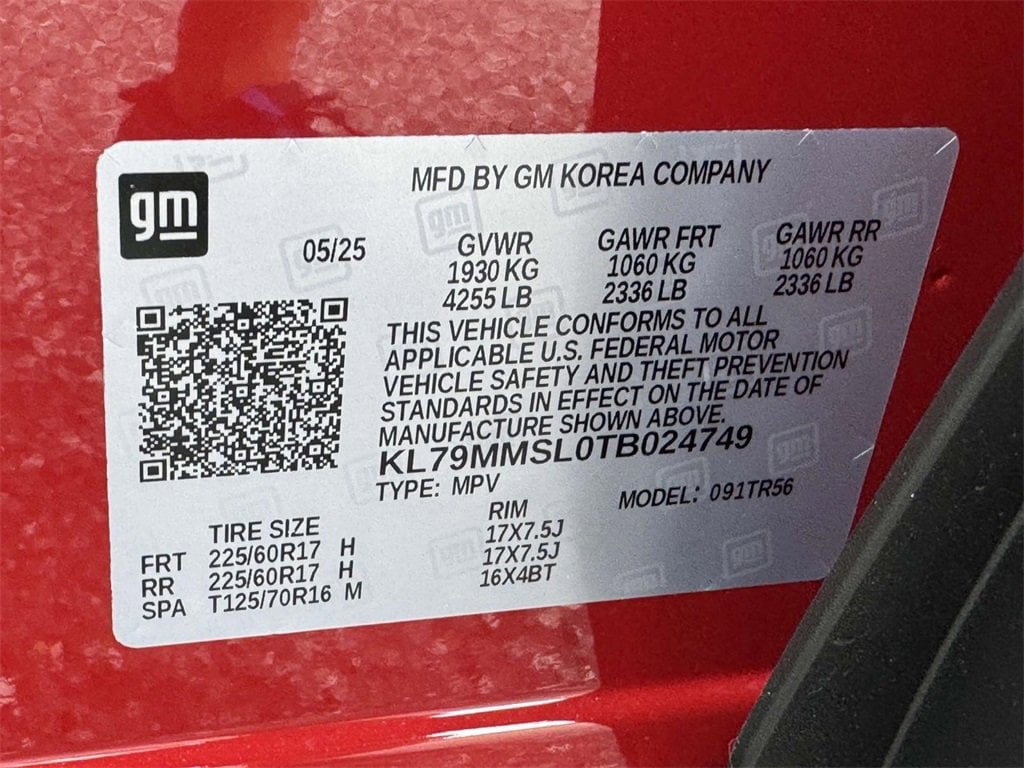 gm
MFD BY GM KOREA COMPANY
05/25
GVWR GAWR FRT GAWR RR
1930 KG 1060 KG 1060 KG
4255 LB 2336 LB 2336 LB
THIS VEHICLE CONFORMS TO ALL
APPLICABLE U.S. FEDERAL MOTOR
VEHICLE SAFETY AND THEFT PREVENTION
STANDARDS IN EFFECT ON THE DATE OF
MANUFACTURE SHOWN ABOVE.
KL79MMSL0TB024749
TYPE: MPV MODEL: 091TR56
TIRE SIZE RIM
FRT 225/60R17 H 17X7.5J
RR 225/60R17 H 17X7.5J
SPA T125/70R16 M 16X4BT